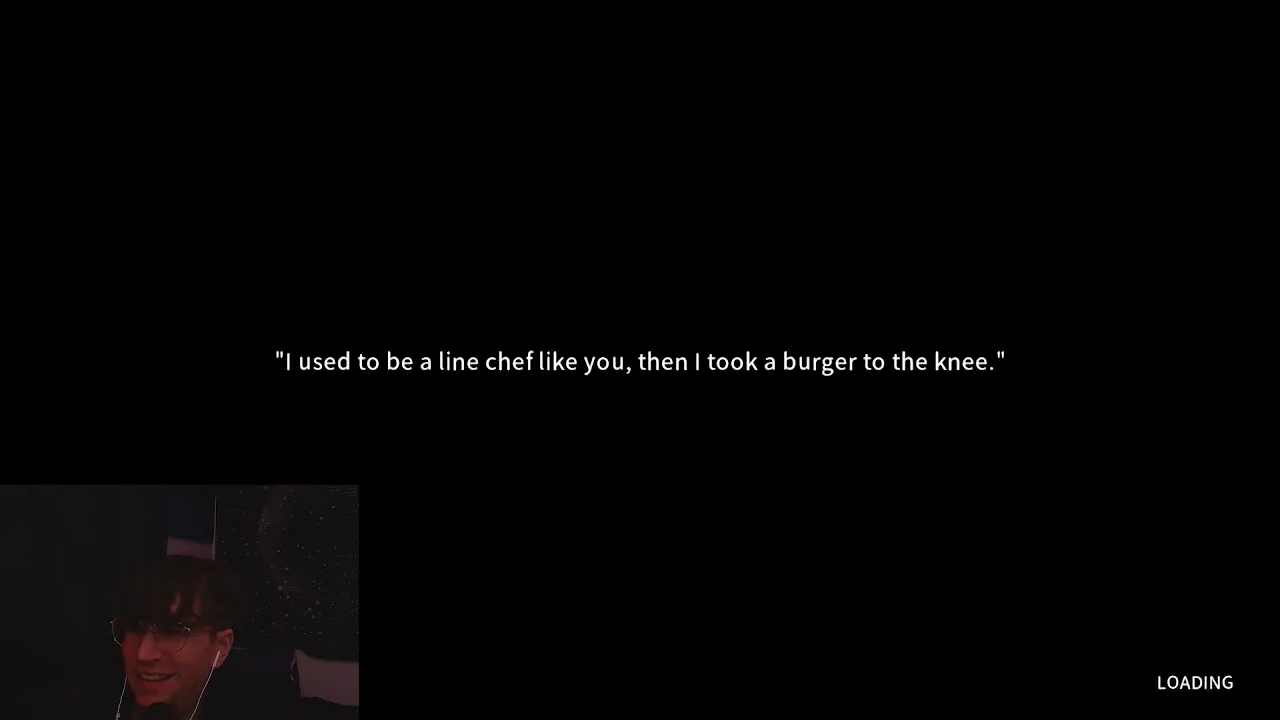 "I used to be a line chef like you, then I took a burger to the knee."
LOADING